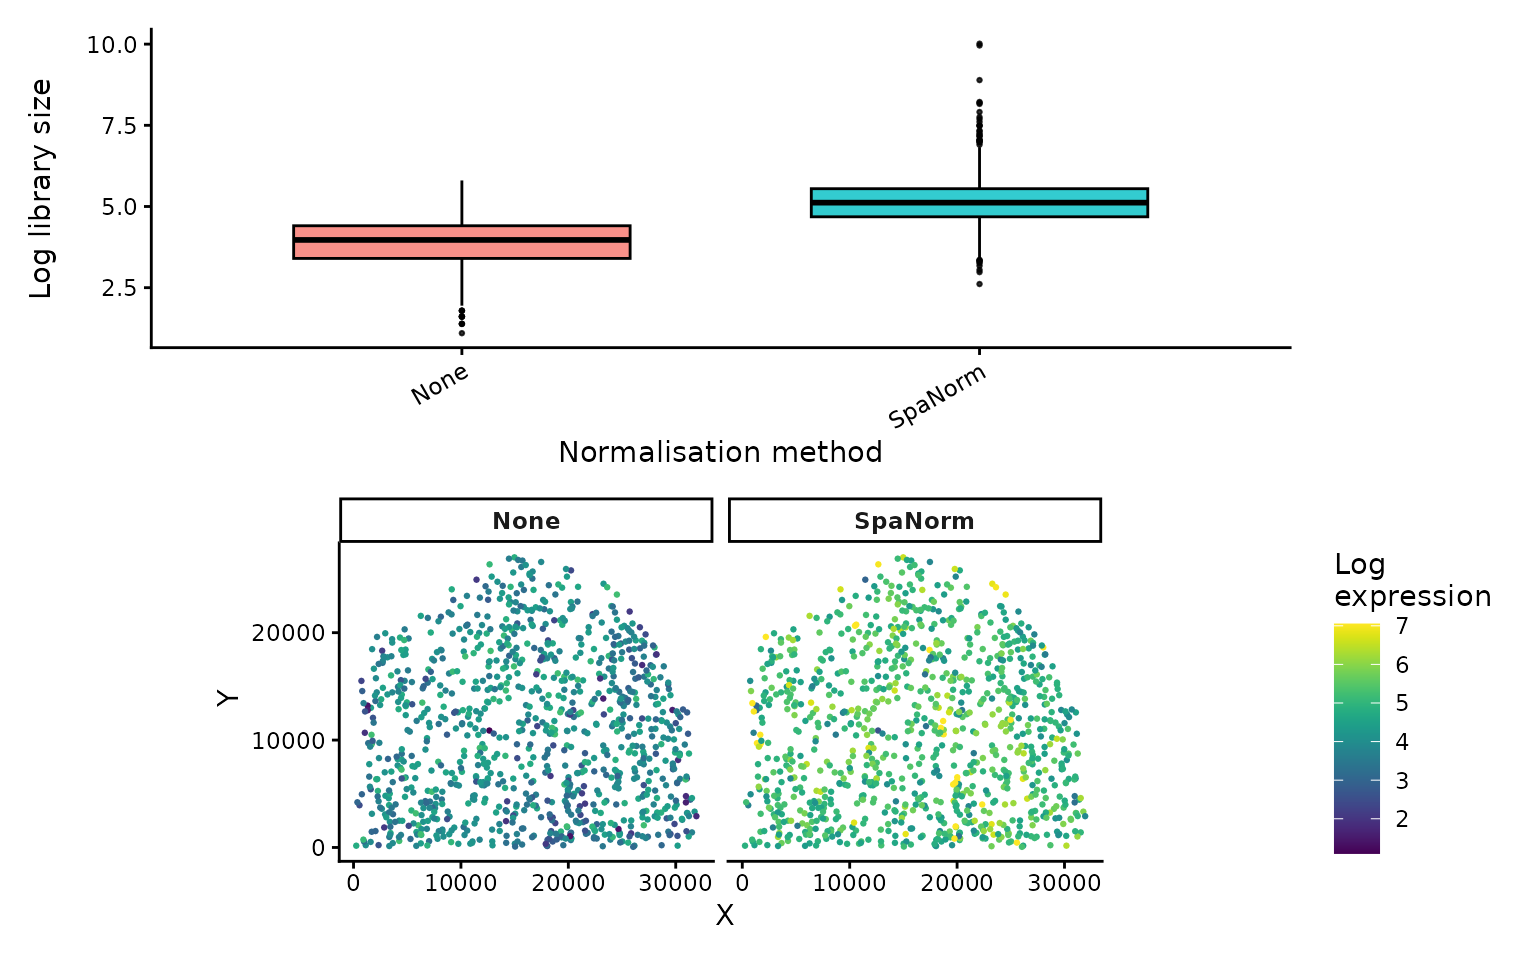 Log library size
10.0
7.5
5.0
2.5
None
SpaNorm
Normalisation method
None
SpaNorm
Y
20000
10000
0
0
10000
20000
30000
0
10000
20000
30000
X
Log
expression
7
6
5
4
3
2